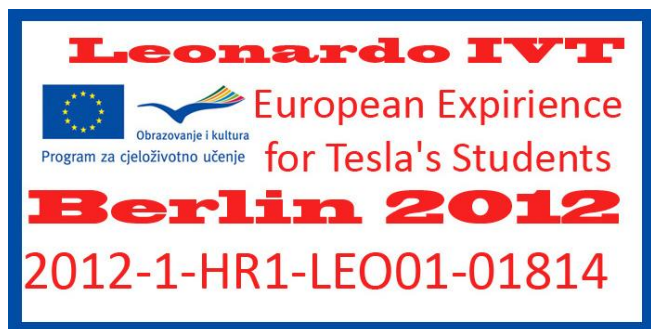 Leonardo IVT
European Expirience
for Tesla's Students
Obrazovanje i kultura
Program za cjeloživotno učenje
Berlin 2012
2012-1-HR1-LEO01-01814